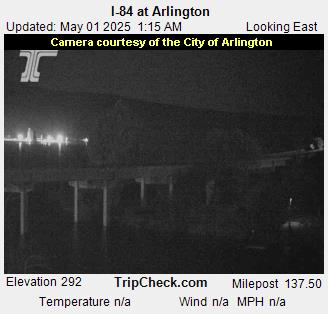 I-84 at Arlington
Updated: May 01 2025 1:15 AM Looking East
Camera courtesy of the City of Arlington
Elevation 292 TripCheck.com Milepost 137.50
Temperature n/a Wind n/a MPH n/a